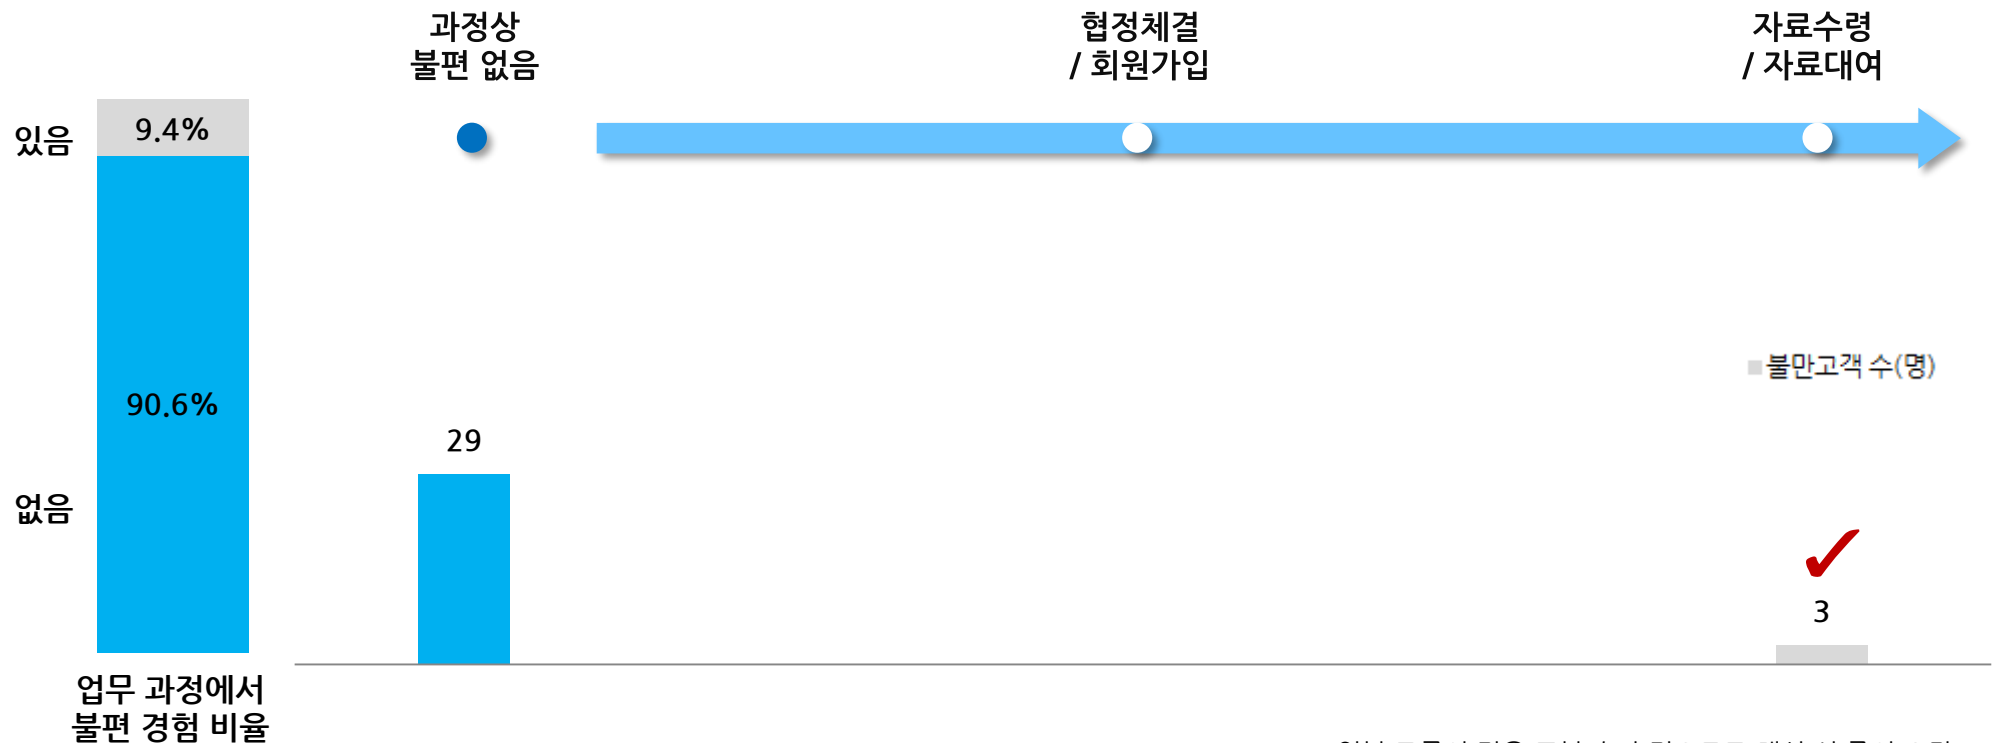 과정상
불편 없음
협정체결
/ 회원가입
자료수령
/ 자료대여
있음
9.4%
불만고객 수(명)
90.6%
29
없음
3
업무 과정에서
불편 경험 비율